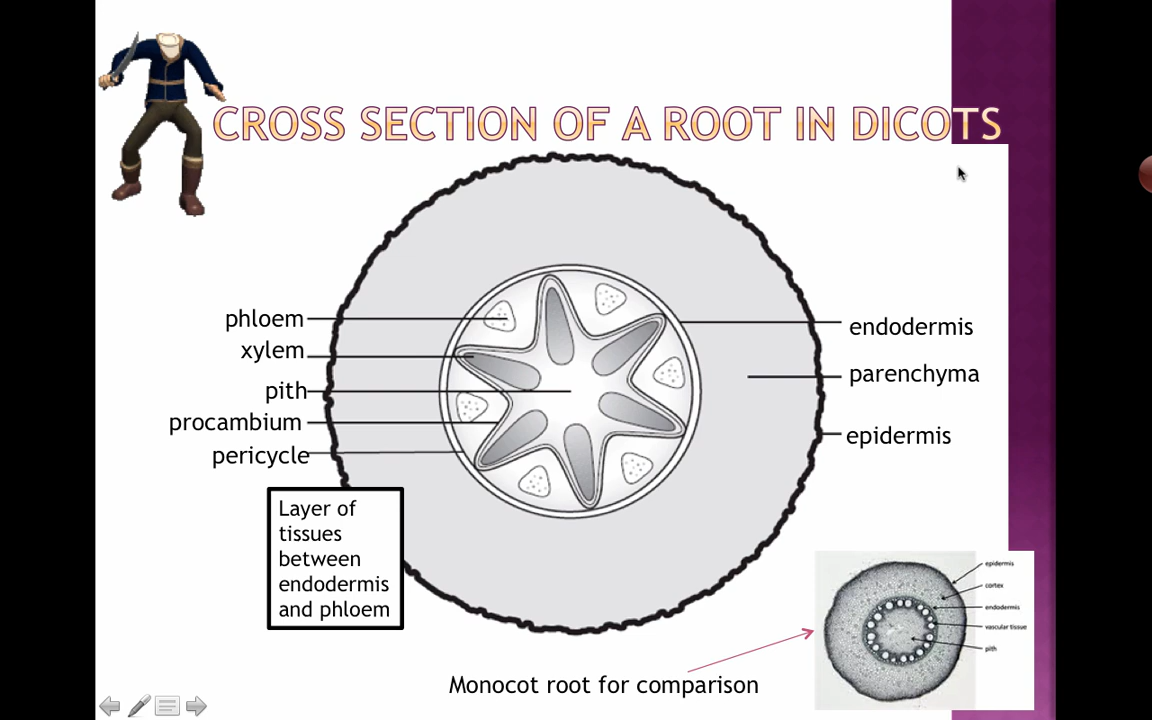 CROSS SECTION OF A ROOT IN DICOTS
phloem
xylem
pith
procambium
pericycle
Layer of
tissues
between
endodermis
and phloem
endodermis
parenchyma
epidermis
epidermis
cortex
endodermis
vascular tissue
pith
Monocot root for comparison